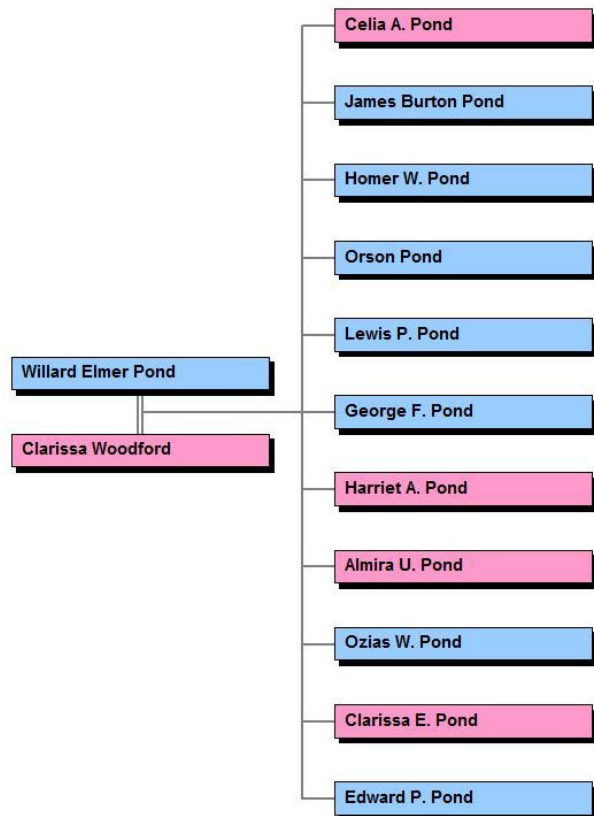 Celia A. Pond
James Burton Pond
Homer W. Pond
Orson Pond
Lewis P. Pond
Willard Elmer Pond
George F. Pond
Clarissa Woodford
Harriet A. Pond
Almira U. Pond
Ozias W. Pond
Clarissa E. Pond
Edward P. Pond